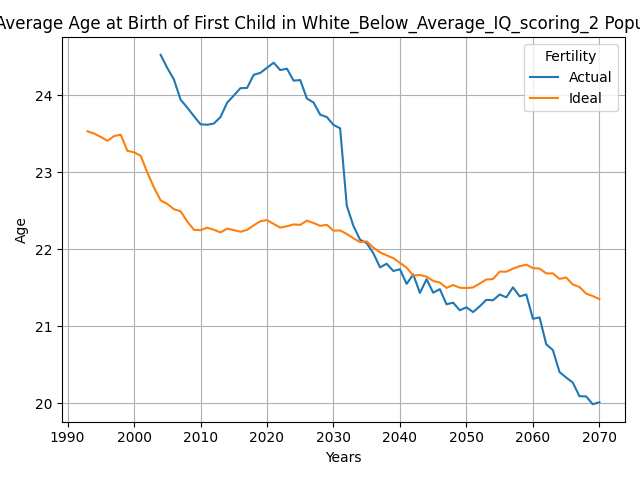 Average Age at Birth of First Child in White_Below_Average_IQ_scoring_2 Popu
Fertility
Actual
Ideal
24
23
22
21
20
Age
1990 2000 2010 2020 2030 2040 2050 2060 2070
Years